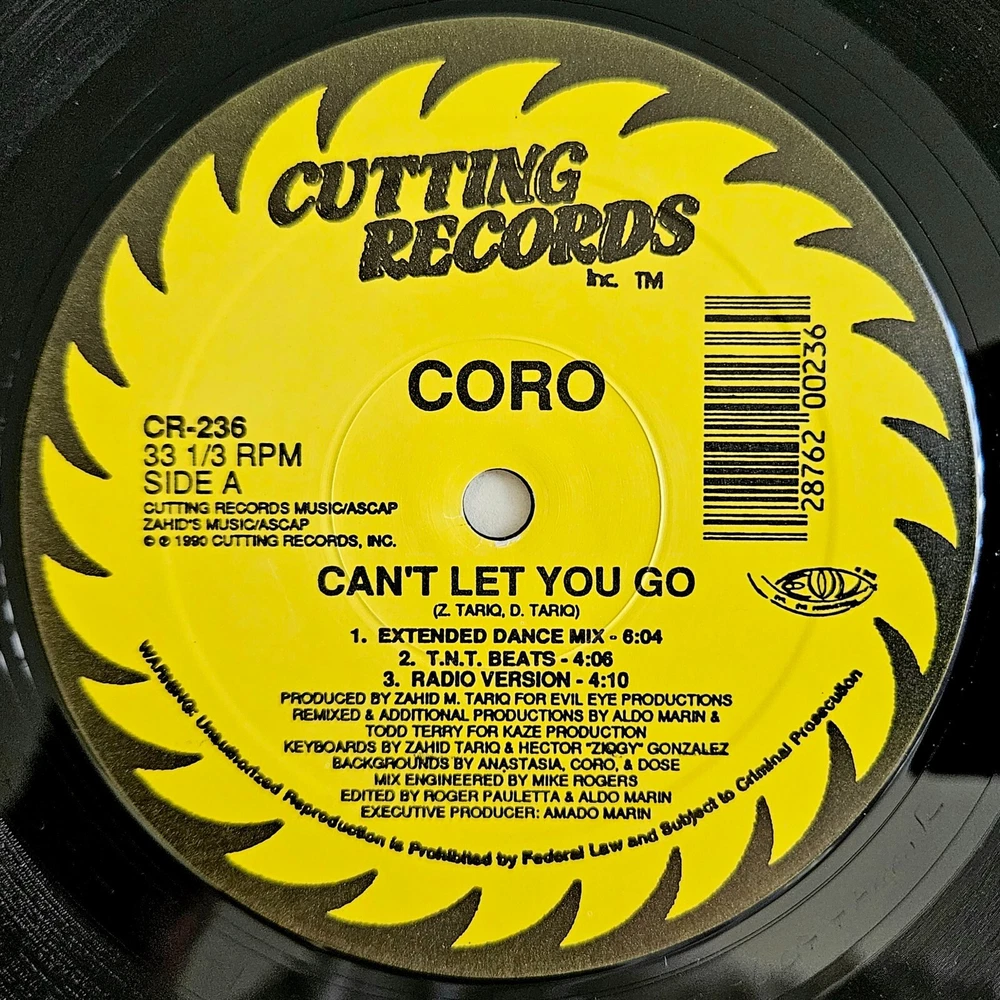 CUTTING
RECORDS
Inc. TM
CORO
28762 00236
CR-236
33 1/3 RPM
SIDE A
CUTTING RECORDS MUSIC/ASCAP
ZAHID'S MUSIC/ASCAP
© ℗ 1990 CUTTING RECORDS, INC.
CAN'T LET YOU GO
(Z. TARIQ, D. TARIQ)
1. EXTENDED DANCE MIX - 6:04
2. T.N.T. BEATS - 4:06
3. RADIO VERSION - 4:10
PRODUCED BY ZAHID M. TARIQ FOR EVIL EYE PRODUCTIONS
REMIXED & ADDITIONAL PRODUCTIONS BY ALDO MARIN &
TODD TERRY FOR KAZE PRODUCTION
KEYBOARDS BY ZAHID TARIQ & HECTOR "ZIQGY" GONZALEZ
BACKGROUNDS BY ANASTASIA, CORO, & DOSE
MIX ENGINEERED BY MIKE ROGERS
EDITED BY ROGER PAULETTA & ALDO MARIN
EXECUTIVE PRODUCER: AMADO MARIN
WARNING: Unauthorized Reproduction is Prohibited by Federal Law and Subject to Criminal Prosecution